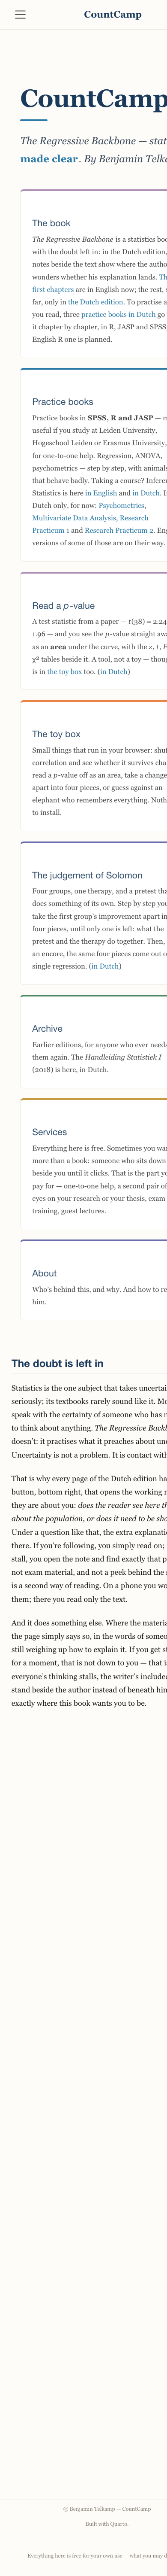 CountCamp
CountCamp
The Regressive Backbone — stat
made clear. By Benjamin Telk
The book
The Regressive Backbone is a statistics boo
with the doubt left in: in the Dutch edition,
notes beside the text show where the autho
wonders whether his explanation lands. Th
first chapters are in English now; the rest,
far, only in the Dutch edition. To practise a
you read, three practice books in Dutch go
it chapter by chapter, in R, JASP and SPSS
English R one is planned.
Practice books
Practice books in SPSS, R and JASP —
useful if you study at Leiden University,
Hogeschool Leiden or Erasmus University,
for one-to-one help. Regression, ANOVA,
psychometrics — step by step, with animals
that behave badly. Taking a course? Inferen
Statistics is here in English and in Dutch. I
Dutch only, for now: Psychometrics,
Multivariate Data Analysis, Research
Practicum 1 and Research Practicum 2. Eng
versions of some of those are on their way.
Read a p-value
A test statistic from a paper — t(38) = 2.24
1.96 — and you see the p-value straight aw
as an area under the curve, with the z, t, F
χ² tables beside it. A tool, not a toy — thou
is in the toy box too. (in Dutch)
The toy box
Small things that run in your browser: shuf
correlation and see whether it survives cha
read a p-value off as an area, take a change
apart into four pieces, or guess against an
elephant who remembers everything. Noth
to install.
The judgement of Solomon
Four groups, one therapy, and a pretest tha
does something of its own. Step by step you
take the first group's improvement apart in
four pieces, until only one is left: what the
pretest and the therapy do together. Then,
an encore, the same four pieces come out o
single regression. (in Dutch)
Archive
Earlier editions, for anyone who ever needs
them again. The Handleiding Statistiek I
(2018) is here, in Dutch.
Services
Everything here is free. Sometimes you wa
more than a book: someone who sits down
beside you until it clicks. That is the part yo
pay for — one-to-one help, a second pair of
eyes on your research or your thesis, exam
training, guest lectures.
About
Who's behind this, and why. And how to re
him.
The doubt is left in
Statistics is the one subject that takes uncertai
seriously; its textbooks rarely sound like it. Mo
speak with the certainty of someone who has n
to think about anything. The Regressive Backb
doesn't: it practises what it preaches about un
Uncertainty is not a problem. It is contact with
That is why every page of the Dutch edition ha
button, bottom right, that opens the working n
they are about you: does the reader see here th
about the population, or does it need to be sho
Under a question like that, the extra explanatio
there. If you're following, you simply read on;
stall, you open the note and find exactly that p
not exam material, and not a peek behind the s
is a second way of reading. On a phone you wo
them; there you read only the text.
And it does something else. Where the materia
the page simply says so, in the words of someo
still weighing up how to explain it. If you get st
for a moment, that is not down to you — that i
everyone's thinking stalls, the writer's included
stand beside the author instead of beneath him
exactly where this book wants you to be.
© Benjamin Telkamp — CountCamp
Built with Quarto
Everything here is free for your own use — what you may d